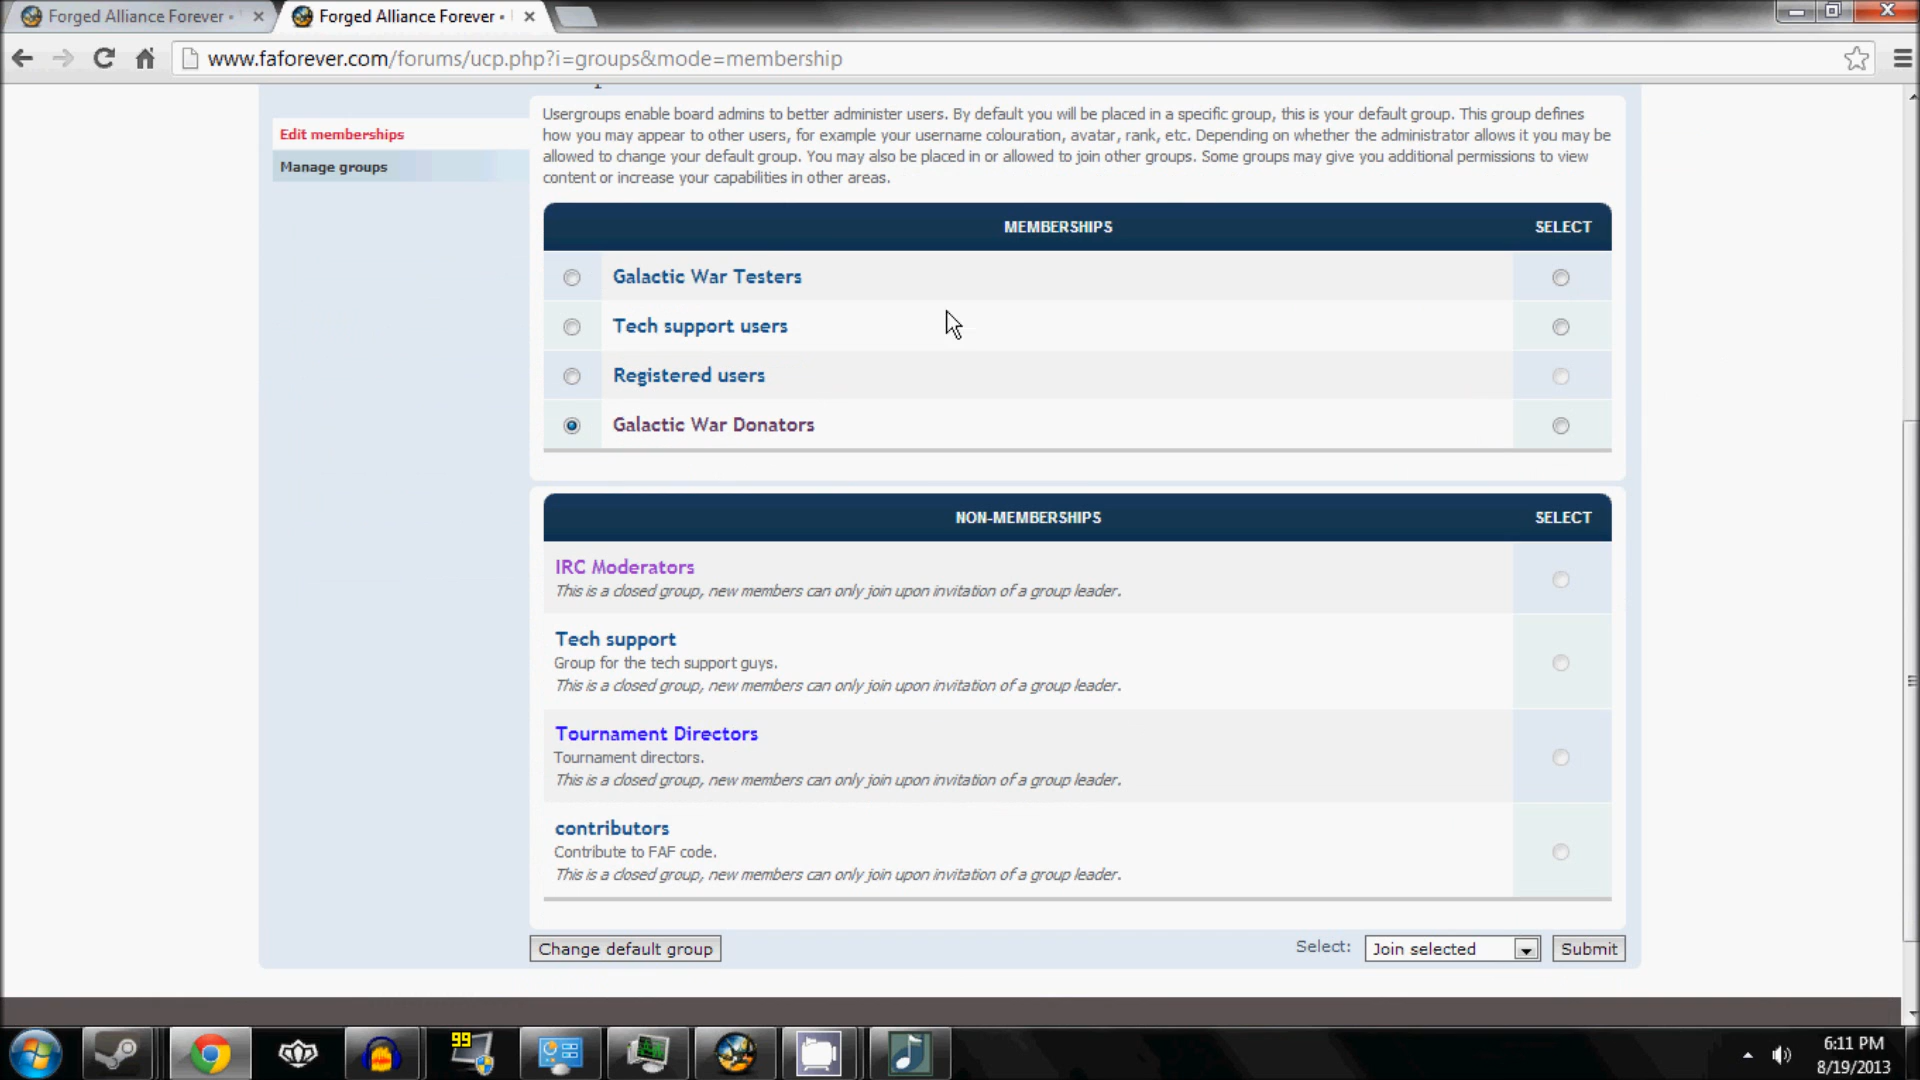 Forged Alliance Forever •
Forged Alliance Forever •
www.faforever.com/forums/ucp.php?i=groups&mode=membership
Edit memberships
Manage groups
Usergroups enable board admins to better administer users. By default you will be placed in a specific group, this is your default group. This group defines
how you may appear to other users, for example your username colouration, avatar, rank, etc. Depending on whether the administrator allows it you may be
allowed to change your default group. You may also be placed in or allowed to join other groups. Some groups may give you additional permissions to view
content or increase your capabilities in other areas.
MEMBERSHIPS SELECT
Galactic War Testers
Tech support users
Registered users
Galactic War Donators
NON-MEMBERSHIPS SELECT
IRC Moderators
This is a closed group, new members can only join upon invitation of a group leader.
Tech support
Group for the tech support guys.
This is a closed group, new members can only join upon invitation of a group leader.
Tournament Directors
Tournament directors.
This is a closed group, new members can only join upon invitation of a group leader.
contributors
Contribute to FAF code.
This is a closed group, new members can only join upon invitation of a group leader.
Change default group Select: Join selected Submit
99
6:11 PM
8/19/2013